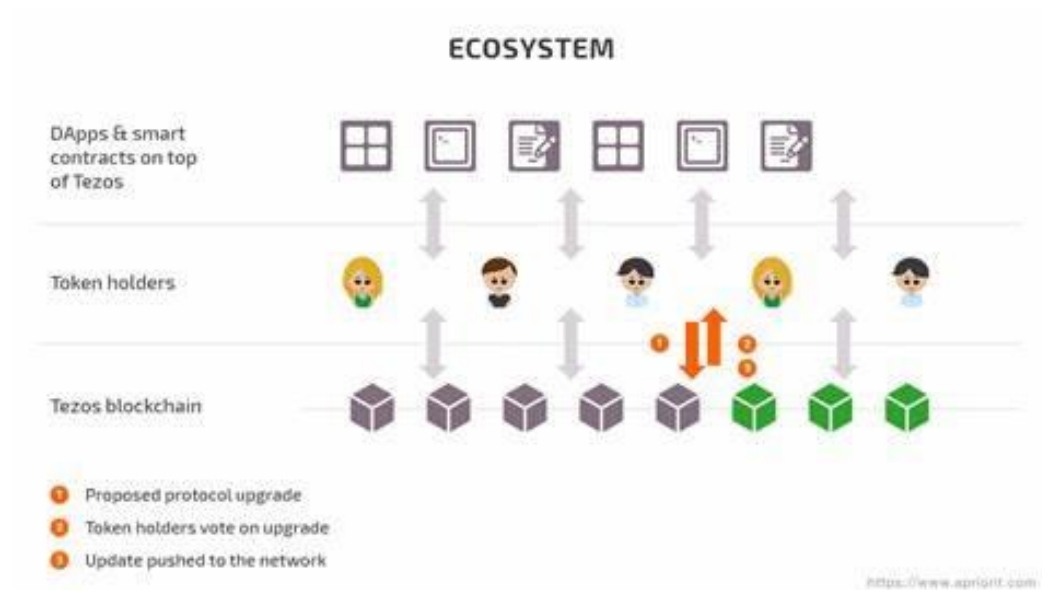 ECOSYSTEM
DApps & smart
contracts on top
of Tezos
Token holders
1
2
3
Tezos blockchain
1 Proposed protocol upgrade
2 Token holders vote on upgrade
3 Update pushed to the network
https://www.apriorit.com